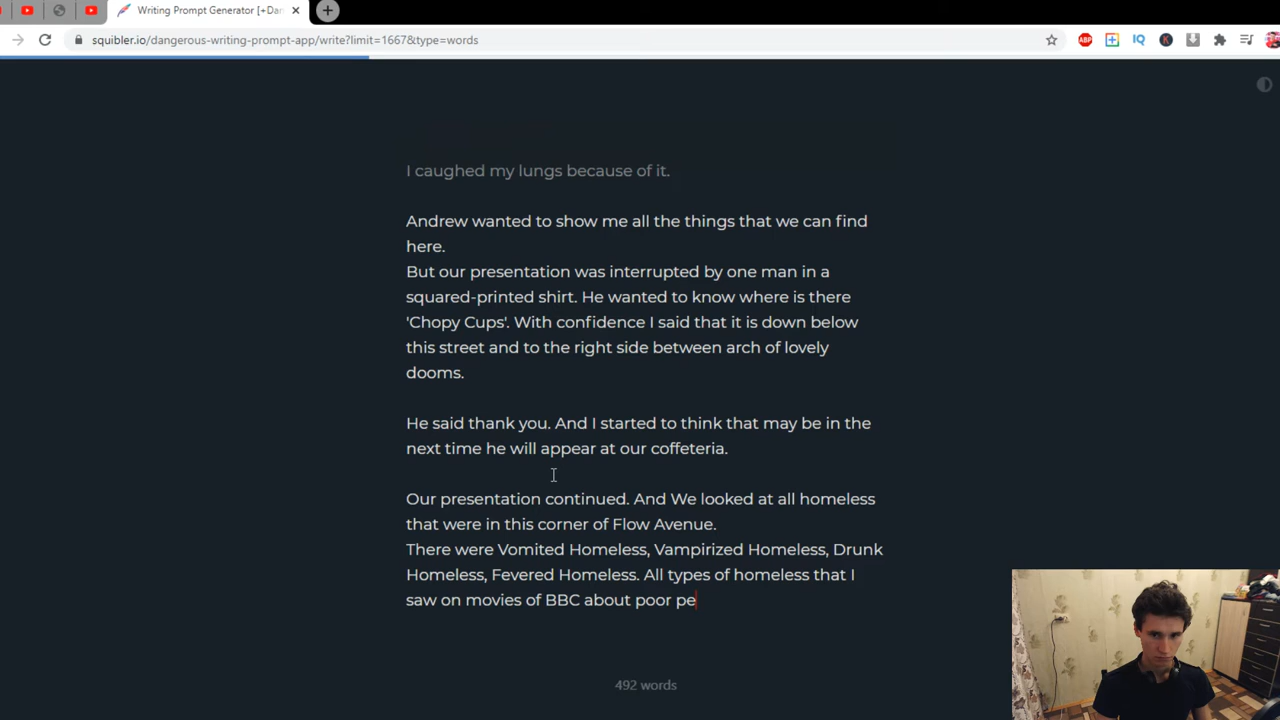 Writing Prompt Generator [+Dan
squibler.io/dangerous-writing-prompt-app/write?limit=1667&type=words
ABP
IQ
K
I caughed my lungs because of it.
Andrew wanted to show me all the things that we can find
here.
But our presentation was interrupted by one man in a
squared-printed shirt. He wanted to know where is there
'Chopy Cups'. With confidence I said that it is down below
this street and to the right side between arch of lovely
dooms.
He said thank you. And I started to think that may be in the
next time he will appear at our coffeteria.
Our presentation continued. And We looked at all homeless
that were in this corner of Flow Avenue.
There were Vomited Homeless, Vampirized Homeless, Drunk
Homeless, Fevered Homeless. All types of homeless that I
saw on movies of BBC about poor pe
492 words